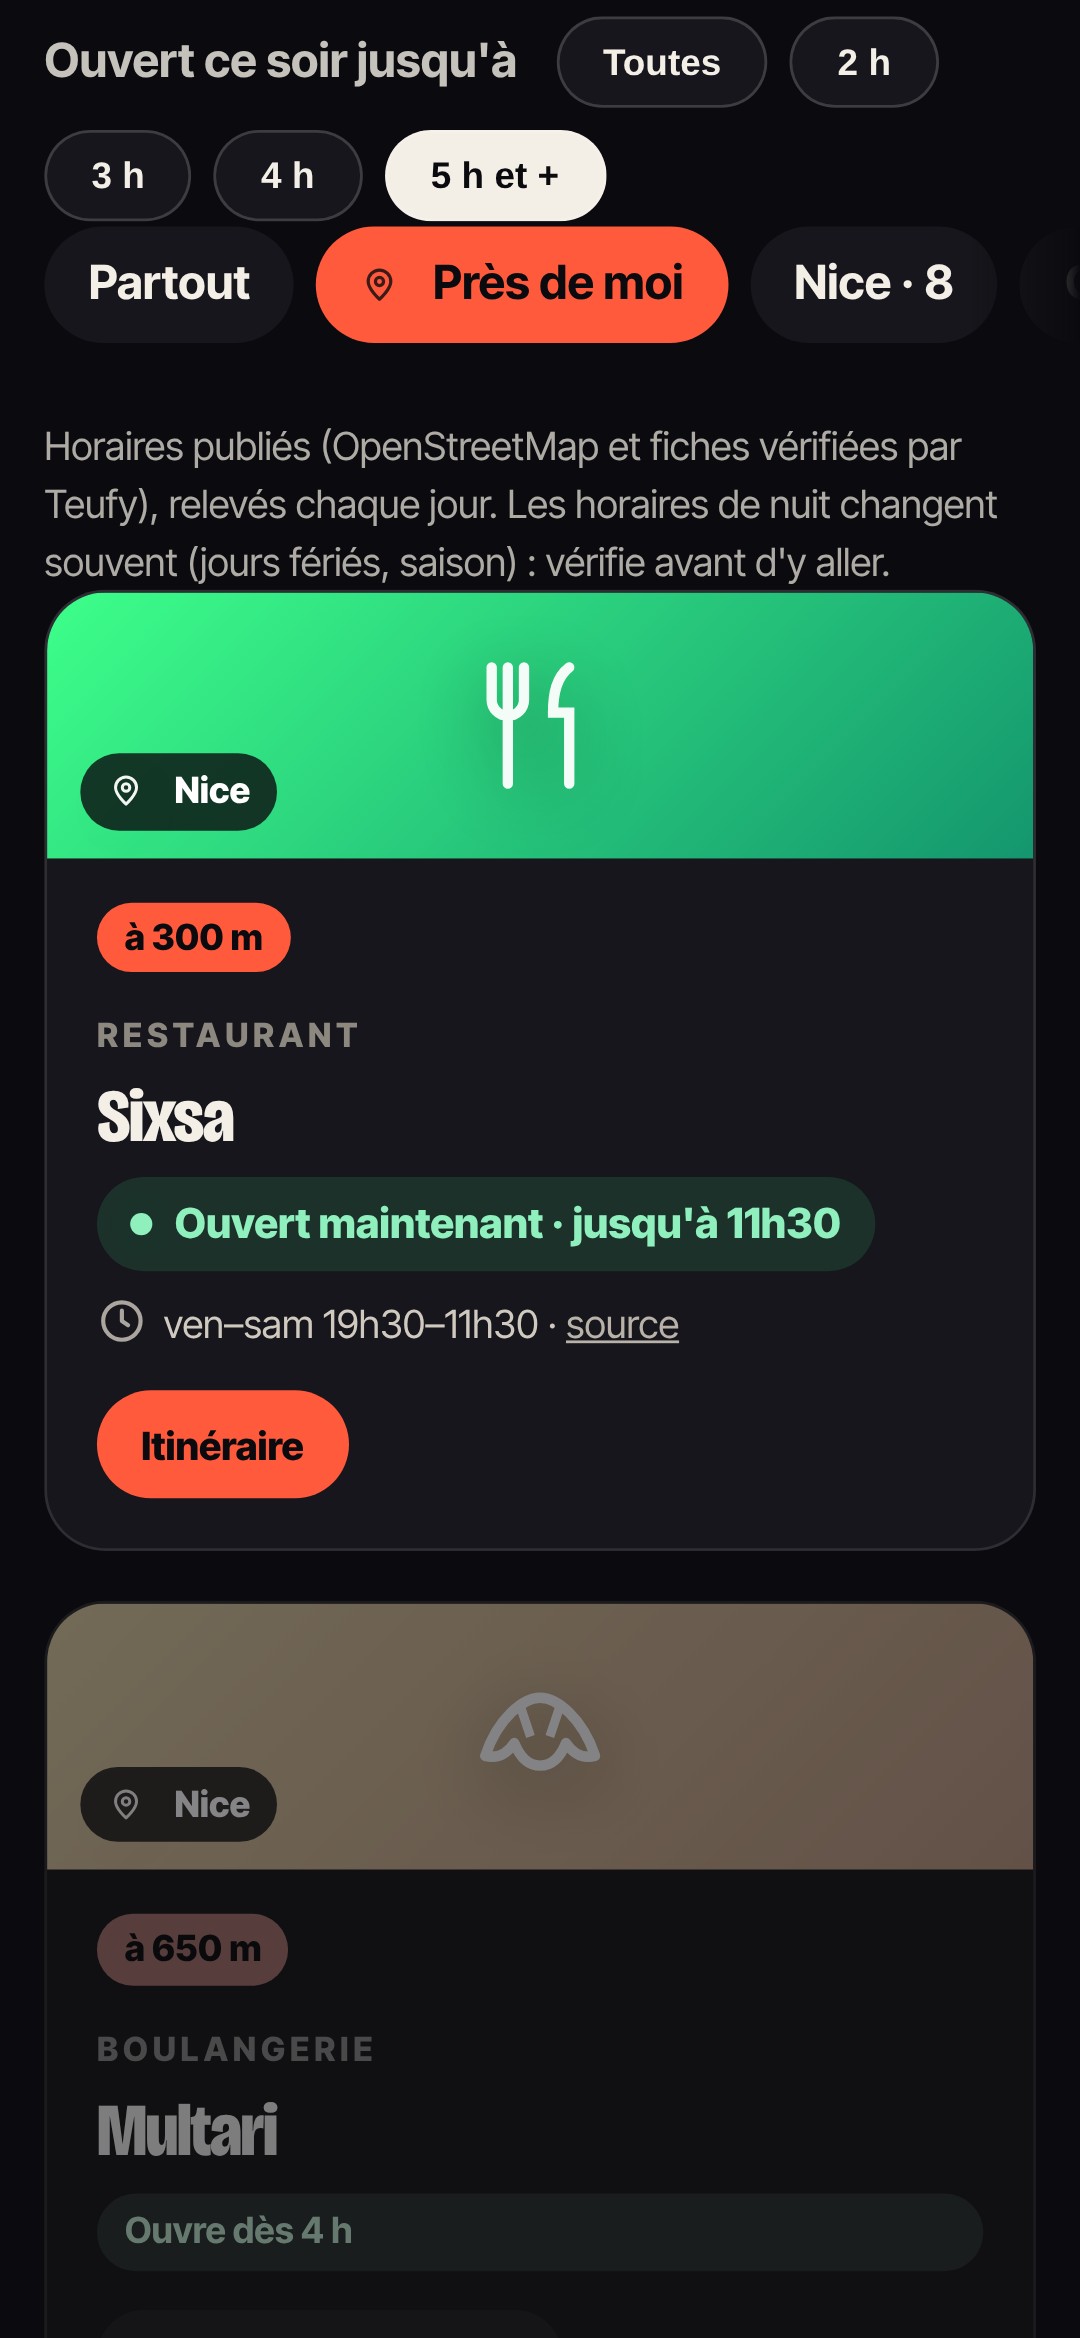 Ouvert ce soir jusqu'à Toutes 2 h
3 h 4 h 5 h et +
Partout Près de moi Nice · 8
Horaires publiés (OpenStreetMap et fiches vérifiées par
Teufy), relevés chaque jour. Les horaires de nuit changent
souvent (jours fériés, saison) : vérifie avant d'y aller.
Nice
à 300 m
RESTAURANT
Sixsa
Ouvert maintenant · jusqu'à 11h30
ven–sam 19h30–11h30 · source
Itinéraire
Nice
à 650 m
BOULANGERIE
Multari
Ouvre dès 4 h